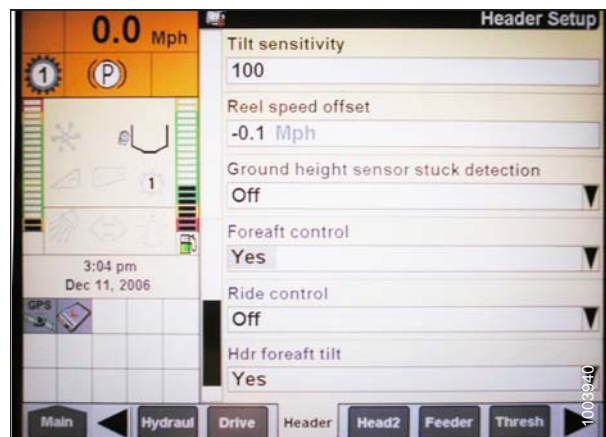 0.0 Mph
Header Setup
1
(P)
Tilt sensitivity
100
Reel speed offset
-0.1 Mph
Ground height sensor stuck detection
Off
1
Foreaft control
Yes
3:04 pm
Dec 11, 2006
Ride control
Off
GPS
Hdr foreaft tilt
Yes
Main
Hydraul
Drive
Header
Head2
Feeder
Thresh
1003940